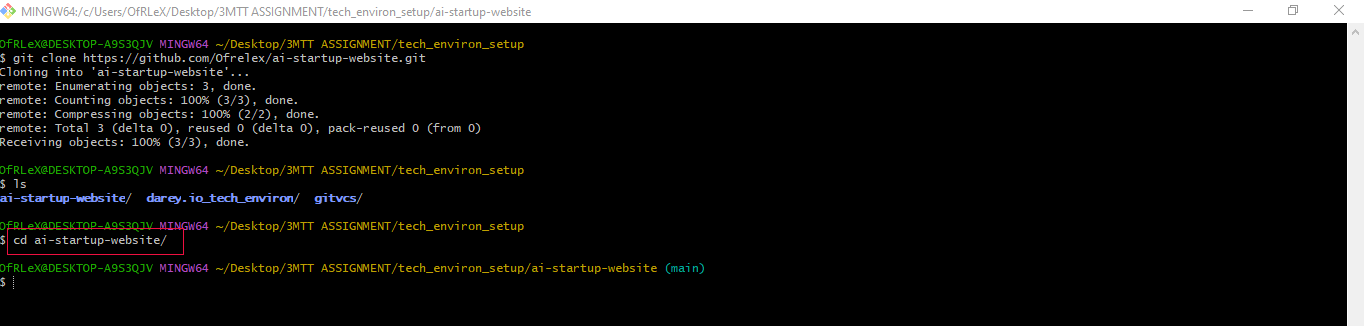 MINGW64:/c/Users/OfRLeX/Desktop/3MTT ASSIGNMENT/tech_environ_setup/ai-startup-website
OfRLeX@DESKTOP-A9S3QJV MINGW64 ~/Desktop/3MTT ASSIGNMENT/tech_environ_setup
$ git clone https://github.com/Ofrelex/ai-startup-website.git
Cloning into 'ai-startup-website'...
remote: Enumerating objects: 3, done.
remote: Counting objects: 100% (3/3), done.
remote: Compressing objects: 100% (2/2), done.
remote: Total 3 (delta 0), reused 0 (delta 0), pack-reused 0 (from 0)
Receiving objects: 100% (3/3), done.
OfRLeX@DESKTOP-A9S3QJV MINGW64 ~/Desktop/3MTT ASSIGNMENT/tech_environ_setup
$ ls
ai-startup-website/ darey.io_tech_environ/ gitvcs/
OfRLeX@DESKTOP-A9S3QJV MINGW64 ~/Desktop/3MTT ASSIGNMENT/tech_environ_setup
$ cd ai-startup-website/
OfRLeX@DESKTOP-A9S3QJV MINGW64 ~/Desktop/3MTT ASSIGNMENT/tech_environ_setup/ai-startup-website (main)
$